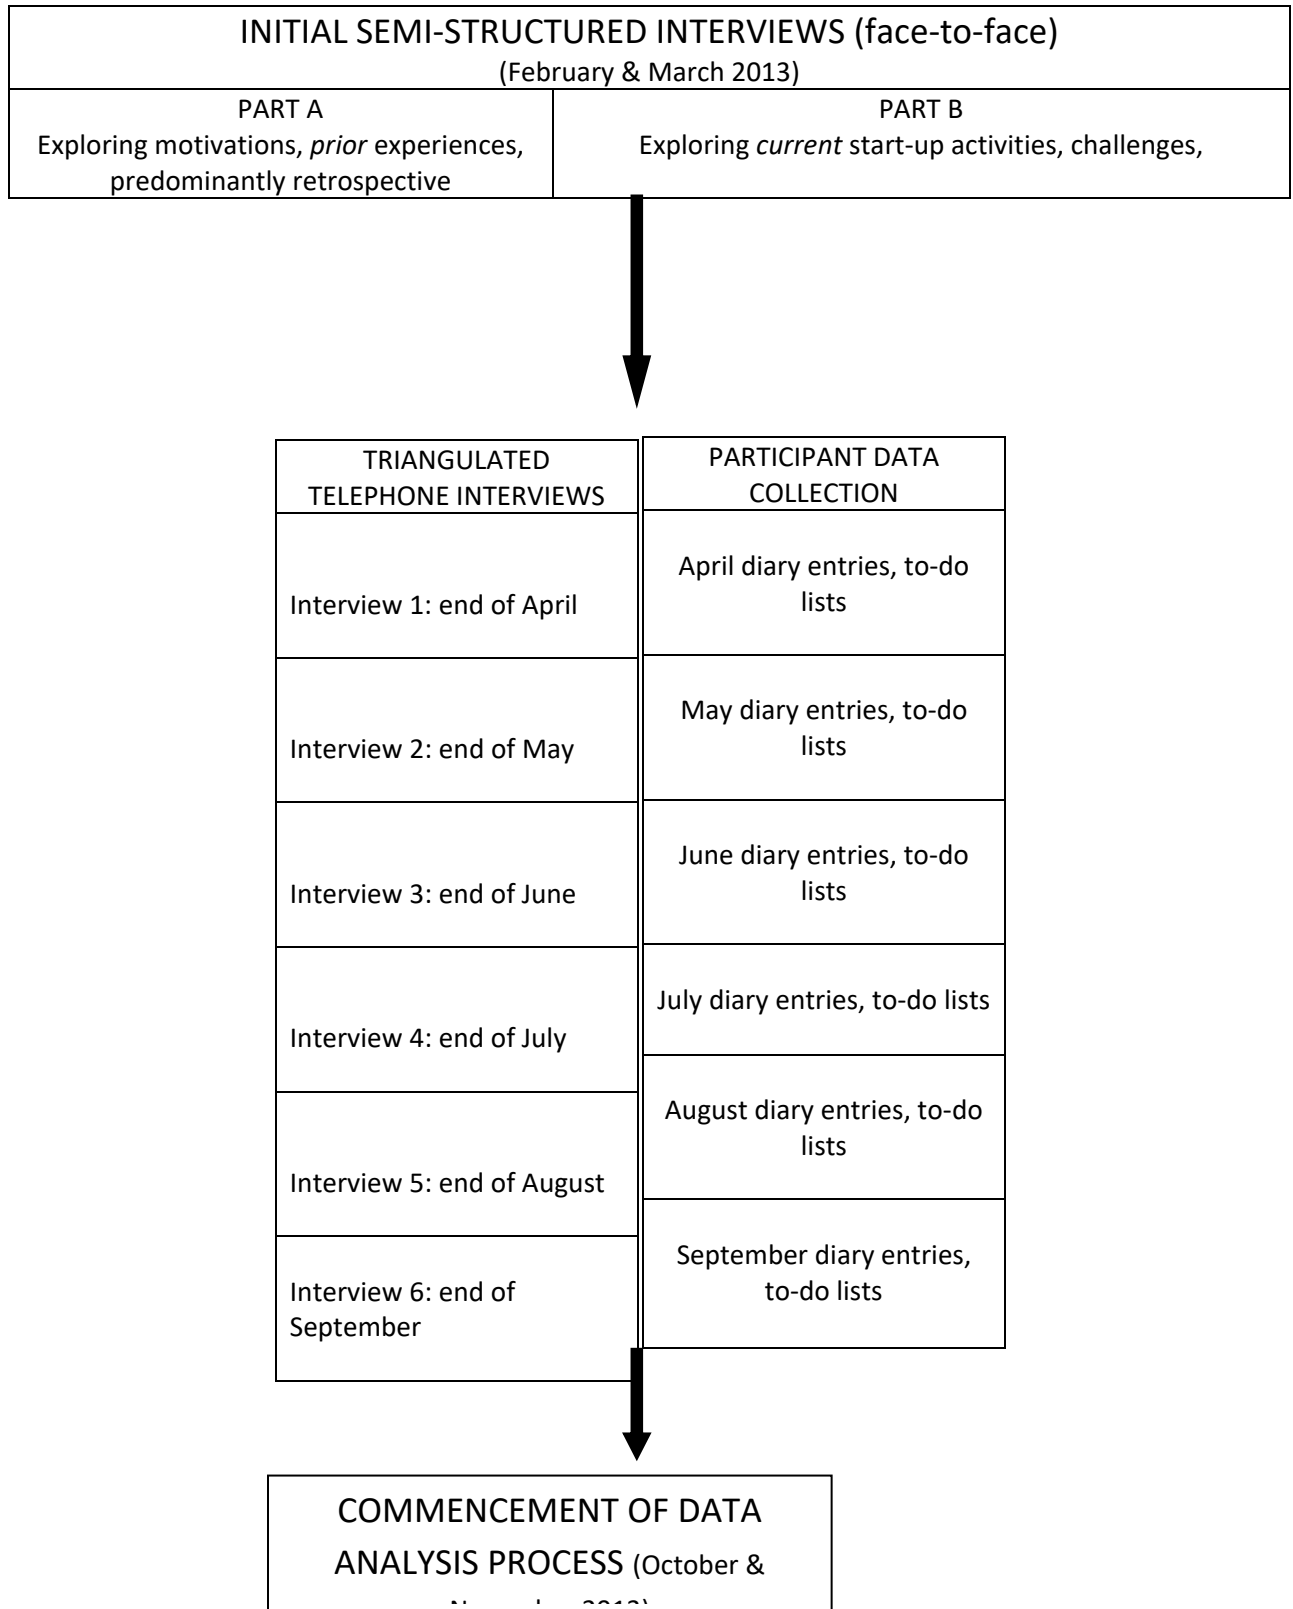 INITIAL SEMI-STRUCTURED INTERVIEWS (face-to-face)
(February & March 2013)
PART A
Exploring motivations, prior experiences,
predominantly retrospective
PART B
Exploring current start-up activities, challenges,
TRIANGULATED
TELEPHONE INTERVIEWS
PARTICIPANT DATA
COLLECTION
Interview 1: end of April
April diary entries, to-do
lists
Interview 2: end of May
May diary entries, to-do
lists
Interview 3: end of June
June diary entries, to-do
lists
Interview 4: end of July
July diary entries, to-do lists
Interview 5: end of August
August diary entries, to-do
lists
Interview 6: end of
September
September diary entries,
to-do lists
COMMENCEMENT OF DATA
ANALYSIS PROCESS (October &